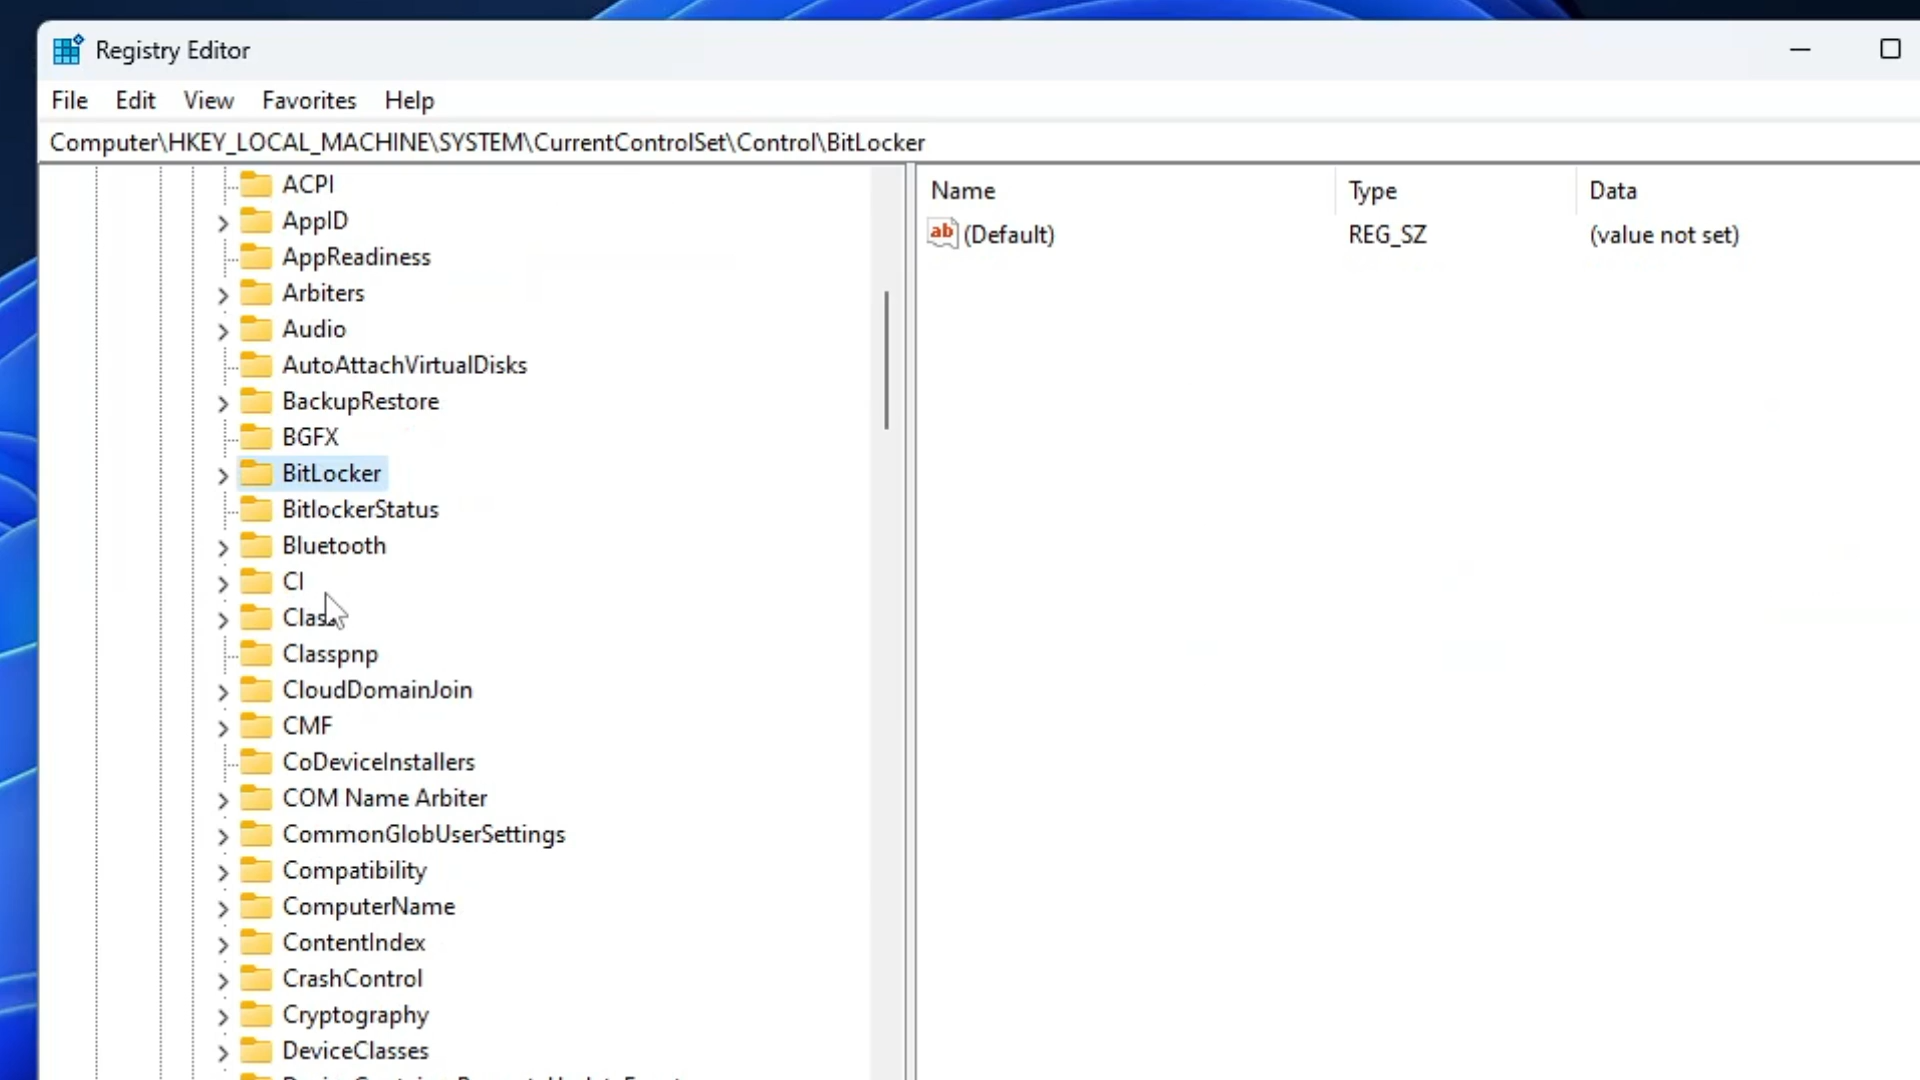 Registry Editor
File Edit View Favorites Help
Computer\HKEY_LOCAL_MACHINE\SYSTEM\CurrentControlSet\Control\BitLocker
Name Type Data
ab (Default) REG_SZ (value not set)
ACPI
AppID
AppReadiness
Arbiters
Audio
AutoAttachVirtualDisks
BackupRestore
BGFX
BitLocker
BitlockerStatus
Bluetooth
CI
Class
Classpnp
CloudDomainJoin
CMF
CoDeviceInstallers
COM Name Arbiter
CommonGlobUserSettings
Compatibility
ComputerName
ContentIndex
CrashControl
Cryptography
DeviceClasses